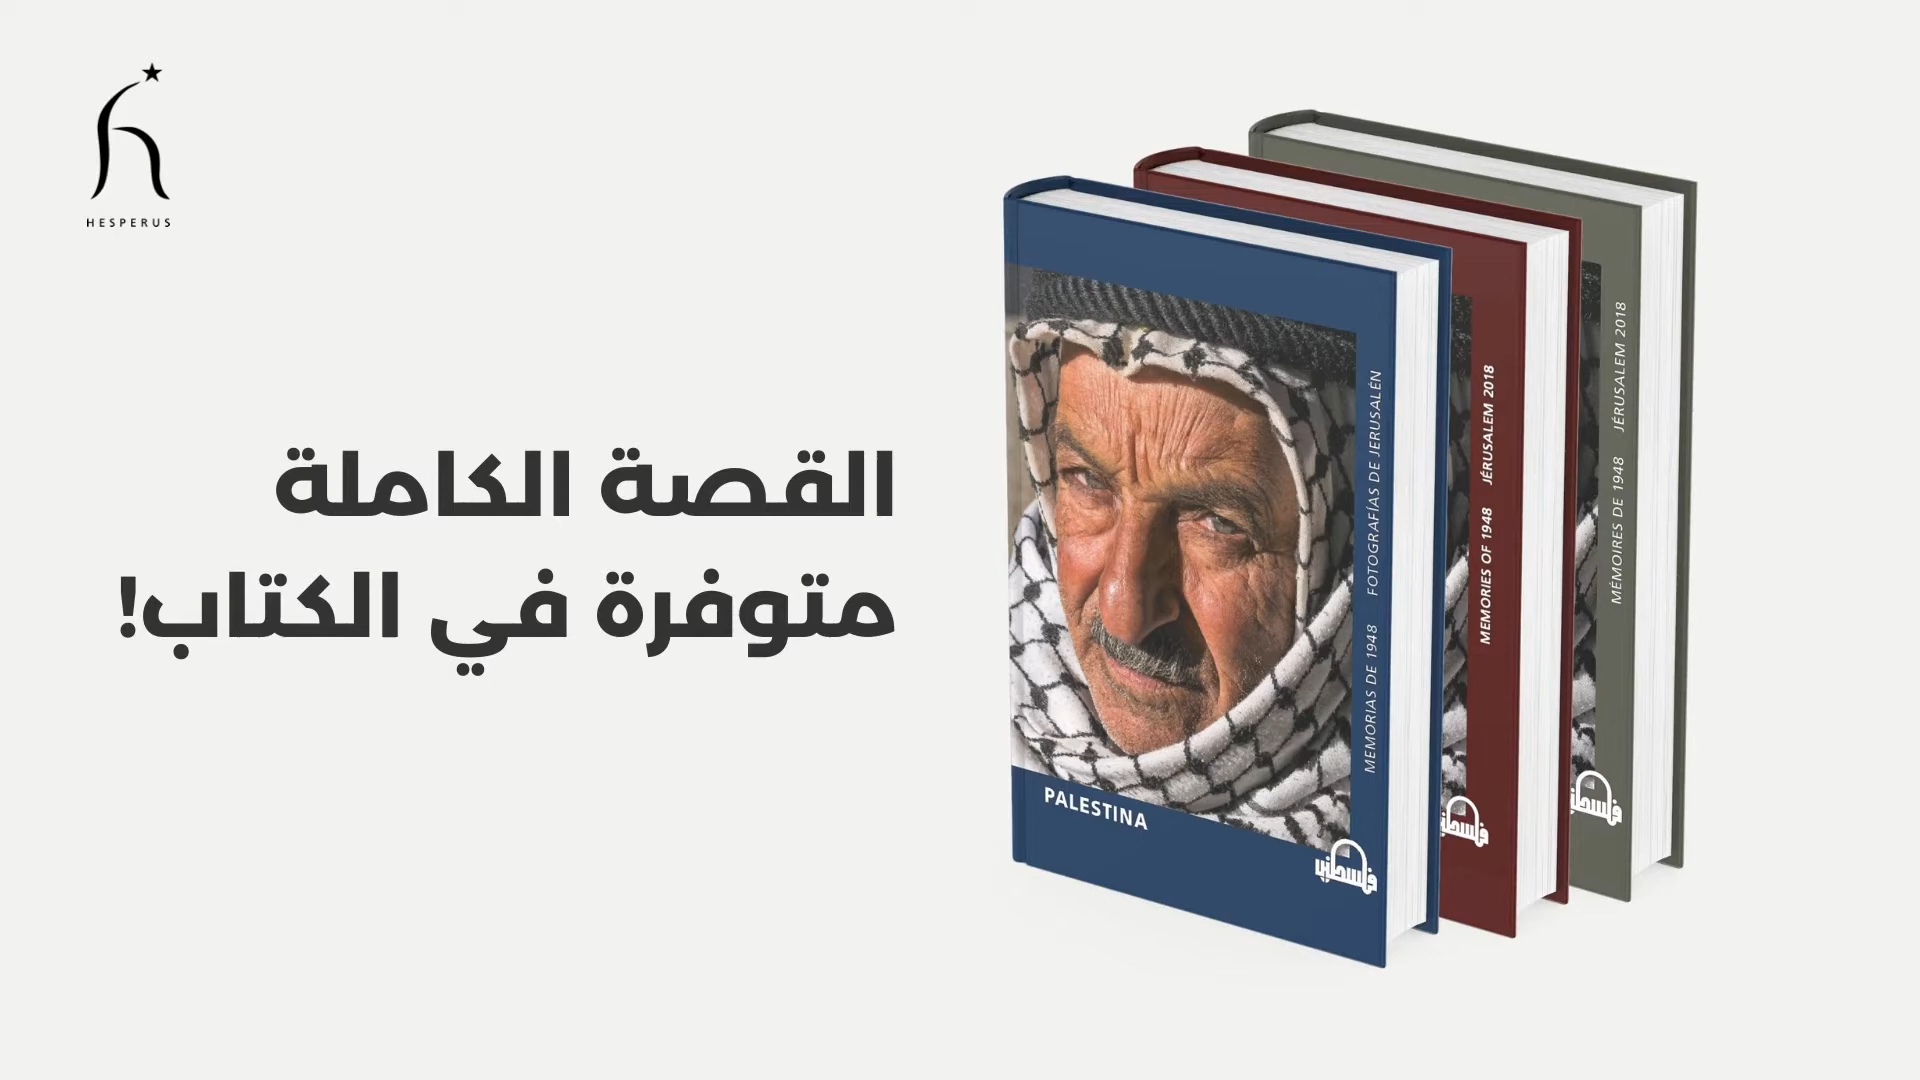 HESPERUS
القصة الكاملة
متوفرة في الكتاب!
PALESTINA
MEMORIAS DE 1948 FOTOGRAFÍAS DE JERUSALÉN
فلسطين
MEMORIES OF 1948 JÉRUSALEM 2018
فلسطين
MÉMOIRES DE 1948 JÉRUSALEM 2018
فلسطين